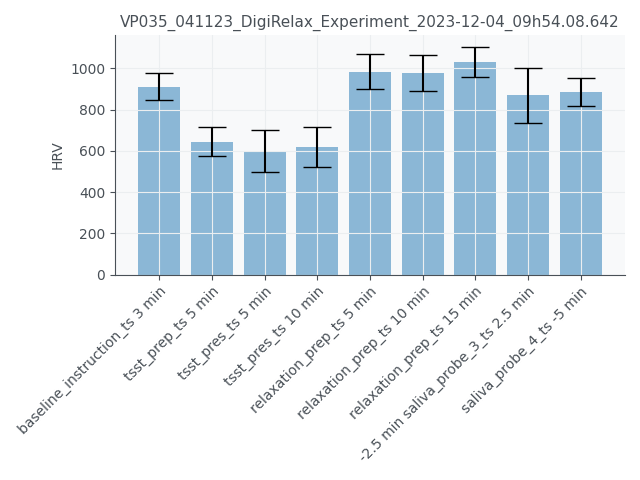 VP035_041123_DigiRelax_Experiment_2023-12-04_09h54.08.642
HRV
1000
800
600
400
200
0
baseline_instruction_ts 3 min
tsst_prep_ts 5 min
tsst_pres_ts 5 min
tsst_pres_ts 10 min
relaxation_prep_ts 5 min
relaxation_prep_ts 10 min
relaxation_prep_ts 15 min
-2.5 min saliva_probe_3_ts 2.5 min
saliva_probe_4_ts -5 min